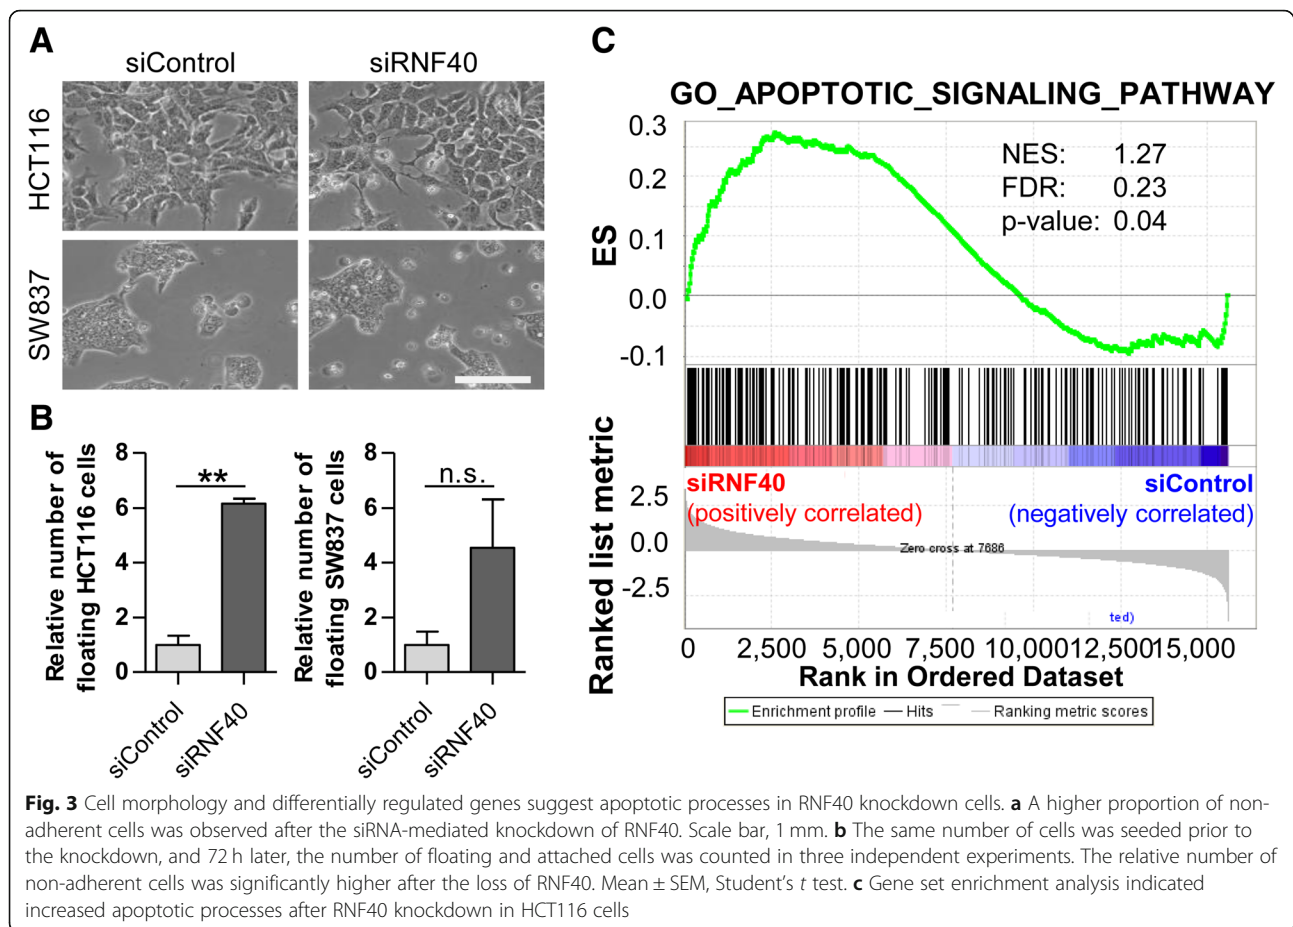 A
siControl
siRNF40
HCT116
SW837
B
Relative number of
floating HCT116 cells
8
6
4
2
0
**
siControl
siRNF40
Relative number of
floating SW837 cells
8
6
4
2
0
n.s.
siControl
siRNF40
C
GO_APOPTOTIC_SIGNALING_PATHWAY
ES
0.3
0.2
0.1
0.0
-0.1
NES: 1.27
FDR: 0.23
p-value: 0.04
siRNF40
(positively correlated)
siControl
(negatively correlated)
Ranked list metric
2.5
0.0
-2.5
Zero cross at 7686
ted)
0 2,500 5,000 7,500 10,000 12,500 15,000
Rank in Ordered Dataset
Enrichment profile Hits Ranking metric scores
Fig. 3 Cell morphology and differentially regulated genes suggest apoptotic processes in RNF40 knockdown cells. a A higher proportion of non-
adherent cells was observed after the siRNA-mediated knockdown of RNF40. Scale bar, 1 mm. b The same number of cells was seeded prior to
the knockdown, and 72 h later, the number of floating and attached cells was counted in three independent experiments. The relative number of
non-adherent cells was significantly higher after the loss of RNF40. Mean ± SEM, Student's t test. c Gene set enrichment analysis indicated
increased apoptotic processes after RNF40 knockdown in HCT116 cells